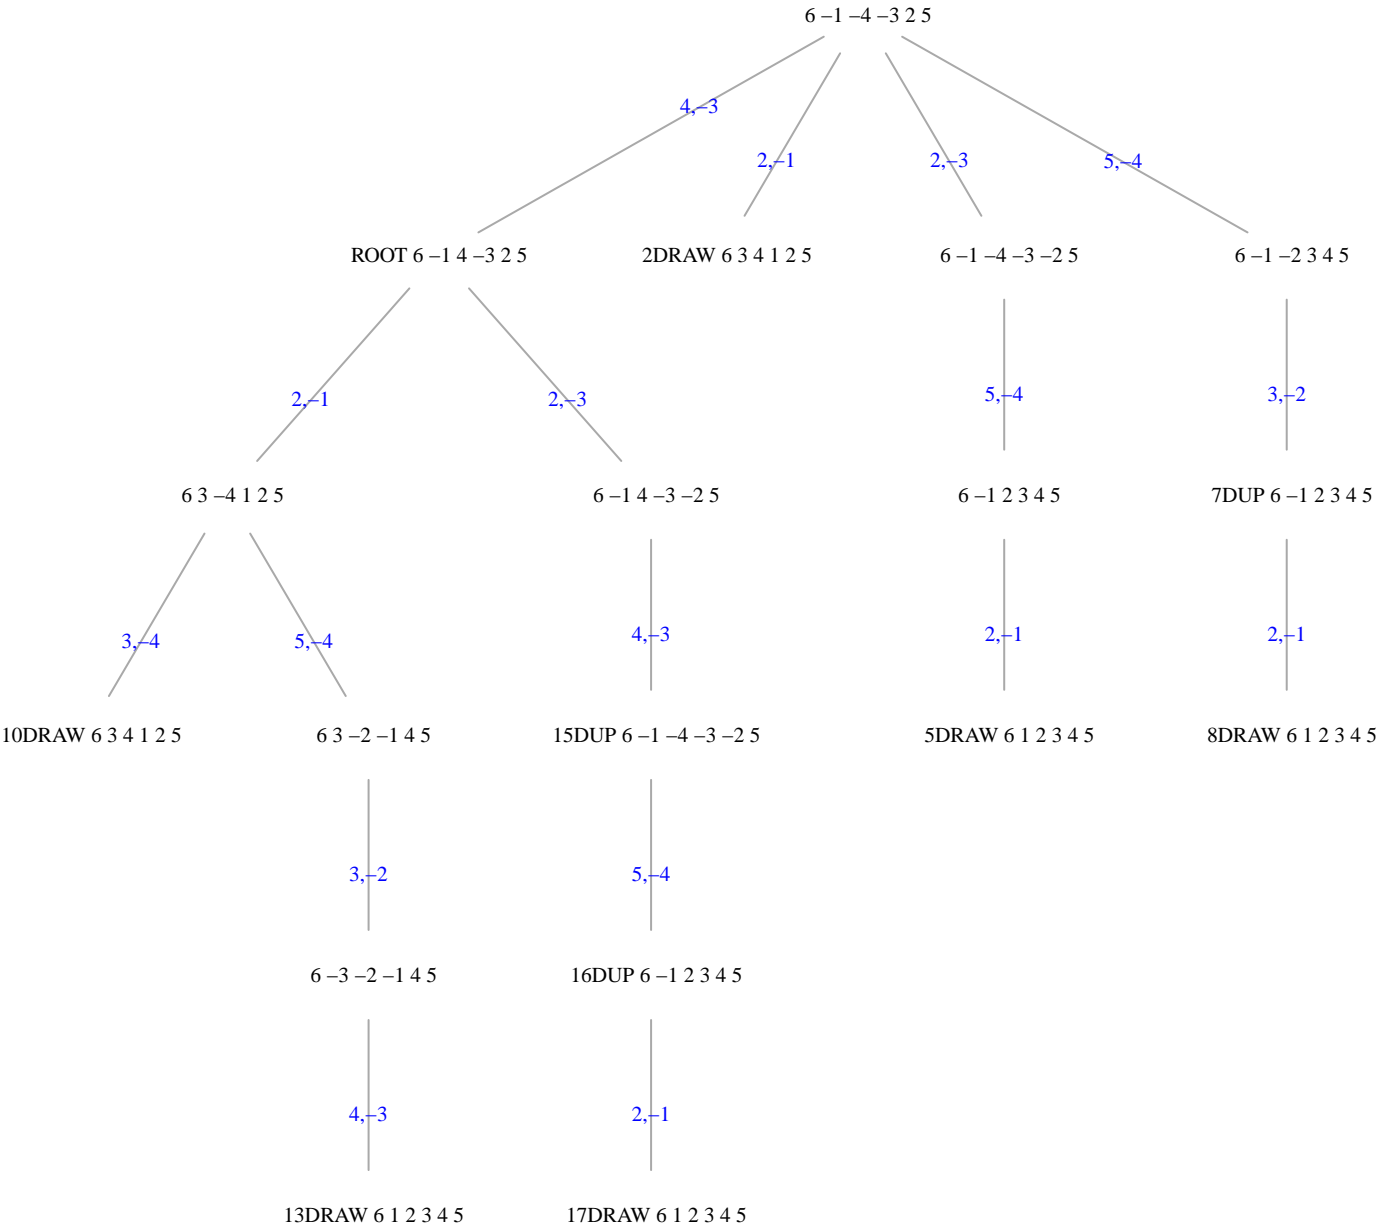 6 –1 –4 –3 2 5
4,–3
2,–1
2,–3
5,–4
ROOT 6 –1 4 –3 2 5
2DRAW 6 3 4 1 2 5
6 –1 –4 –3 –2 5
6 –1 –2 3 4 5
2,–1
2,–3
5,–4
3,–2
6 3 –4 1 2 5
6 –1 4 –3 –2 5
6 –1 2 3 4 5
7DUP 6 –1 2 3 4 5
3,–4
5,–4
4,–3
2,–1
2,–1
10DRAW 6 3 4 1 2 5
6 3 –2 –1 4 5
15DUP 6 –1 –4 –3 –2 5
5DRAW 6 1 2 3 4 5
8DRAW 6 1 2 3 4 5
3,–2
5,–4
6 –3 –2 –1 4 5
16DUP 6 –1 2 3 4 5
4,–3
2,–1
13DRAW 6 1 2 3 4 5
17DRAW 6 1 2 3 4 5